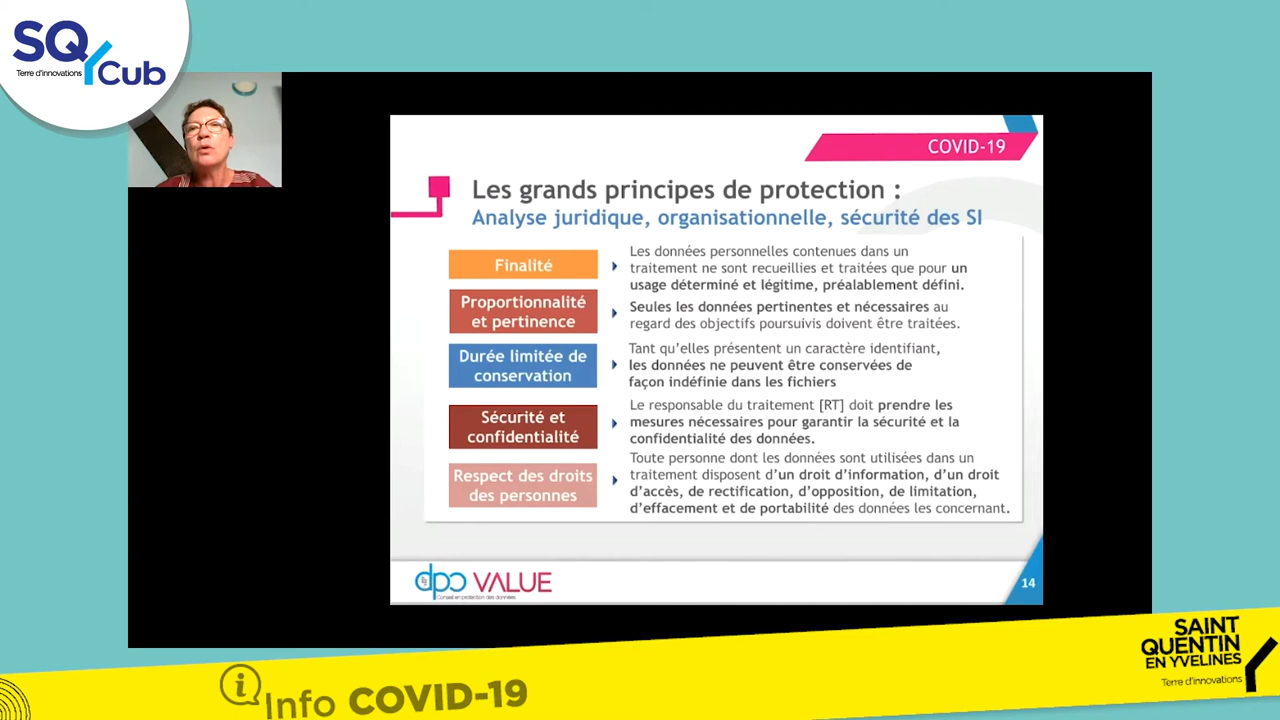 SQY Cub
Terre d'innovations
COVID-19
Les grands principes de protection :
Analyse juridique, organisationnelle, sécurité des SI
Finalité
Les données personnelles contenues dans un
traitement ne sont recueillies et traitées que pour un
usage déterminé et légitime, préalablement défini.
Proportionnalité
et pertinence
Seules les données pertinentes et nécessaires au
regard des objectifs poursuivis doivent être traitées.
Durée limitée de
conservation
Tant qu'elles présentent un caractère identifiant,
les données ne peuvent être conservées de
façon indéfinie dans les fichiers
Sécurité et
confidentialité
Le responsable du traitement [RT] doit prendre les
mesures nécessaires pour garantir la sécurité et la
confidentialité des données.
Respect des droits
des personnes
Toute personne dont les données sont utilisées dans un
traitement disposent d'un droit d'information, d'un droit
d'accès, de rectification, d'opposition, de limitation,
d'effacement et de portabilité des données les concernant.
dpo VALUE
Conseil en protection des données
14
i Info COVID-19
SAINT
QUENTIN
EN YVELINES
Terre d'innovations